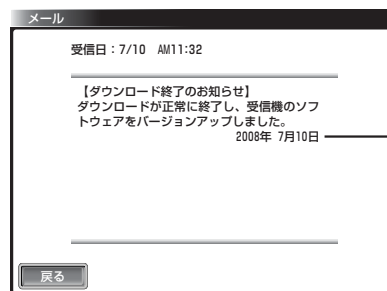 メール
受信日：7/10 AM11:32
【ダウンロード終了のお知らせ】
ダウンロードが正常に終了し、受信機のソフ
トウェアをバージョンアップしました。
2008年 7月10日
戻る